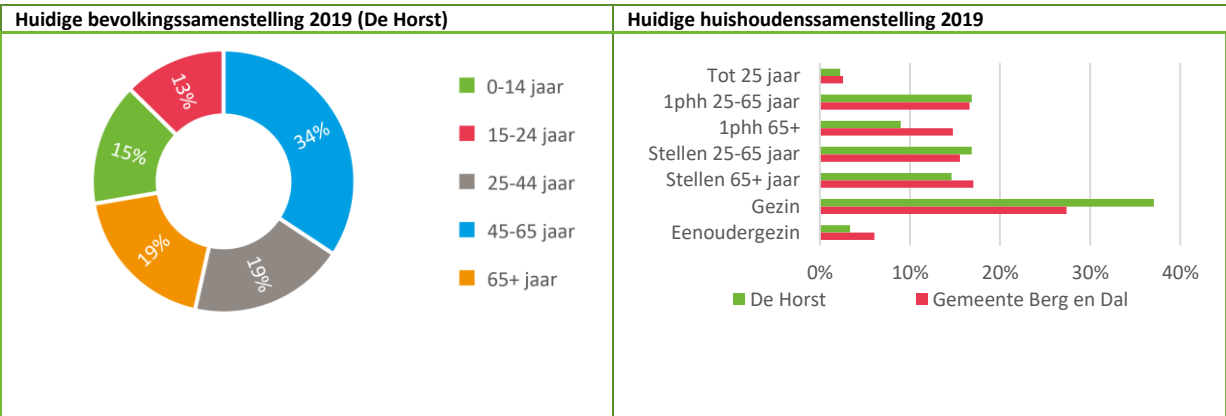 Huidige bevolkingssamenstelling 2019 (De Horst)
13%
34%
15%
19%
19%
0-14 jaar
15-24 jaar
25-44 jaar
45-65 jaar
65+ jaar
Huidige huishoudenssamenstelling 2019
Tot 25 jaar
1phh 25-65 jaar
1phh 65+
Stellen 25-65 jaar
Stellen 65+ jaar
Gezin
Eenoudergezin
0% 10% 20% 30% 40%
De Horst Gemeente Berg en Dal